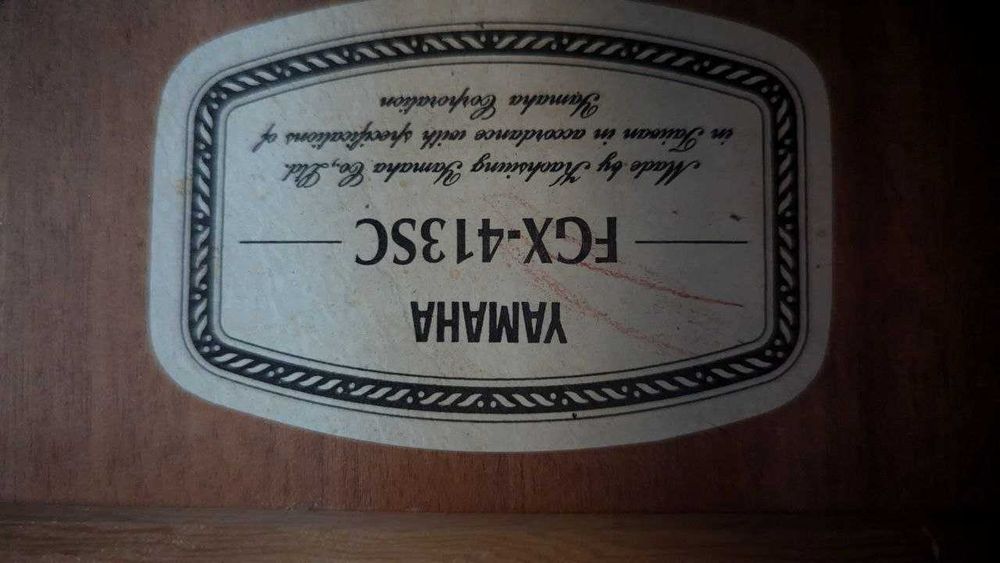 YAMAHA
FGX-413SC
Made by Kaohsiung Yamaha Co., Ltd.
in Taiwan in accordance with specifications of
Yamaha Corporation